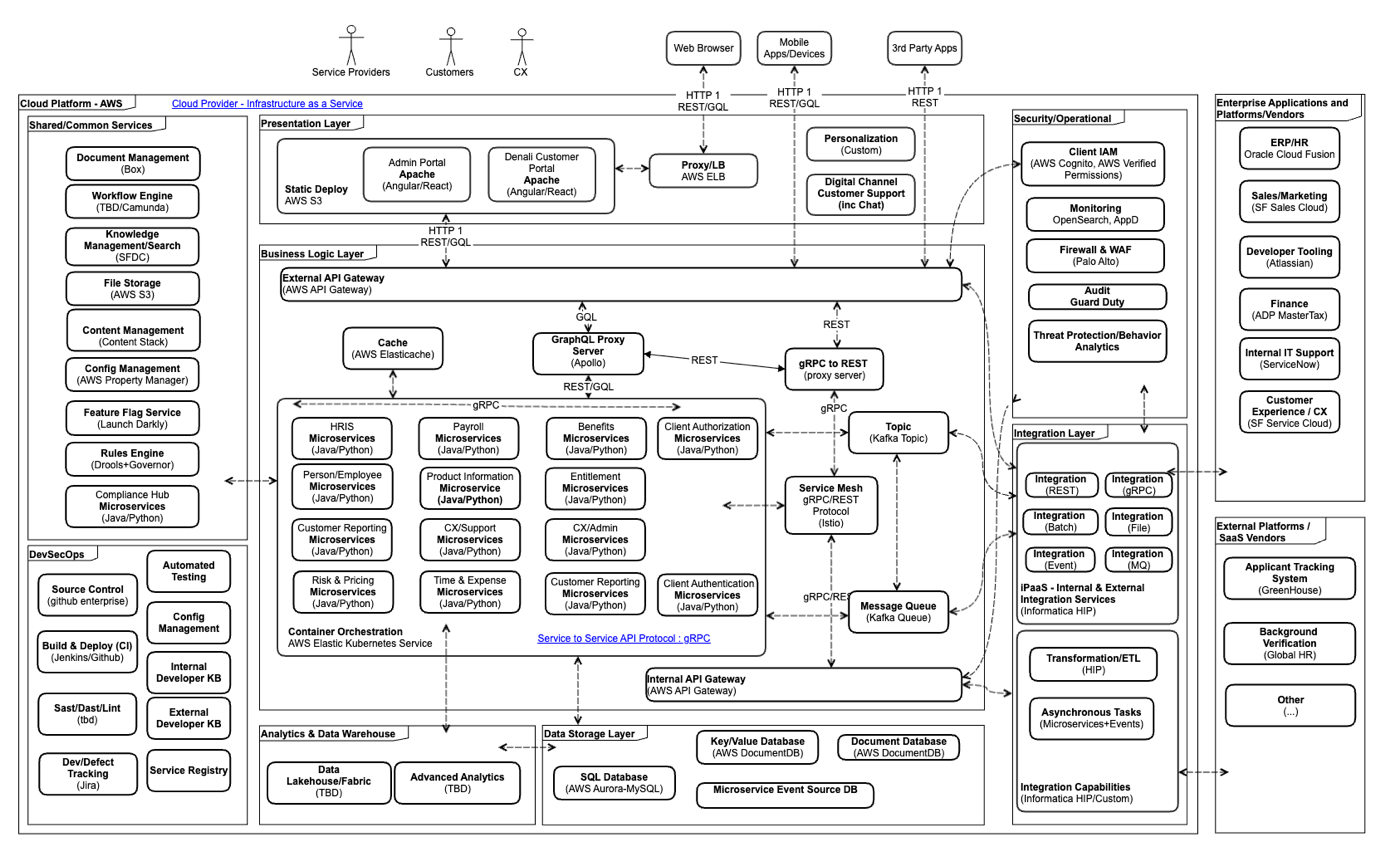 Service Providers
Customers
CX
Web Browser
Mobile
Apps/Devices
3rd Party Apps
HTTP 1
REST/GQL
HTTP 1
REST/GQL
HTTP 1
REST
Cloud Platform - AWS
Cloud Provider - Infrastructure as a Service
Shared/Common Services
Document Management
(Box)
Workflow Engine
(TBD/Camunda)
Knowledge
Management/Search
(SFDC)
File Storage
(AWS S3)
Content Management
(Content Stack)
Config Management
(AWS Property Manager)
Feature Flag Service
(Launch Darkly)
Rules Engine
(Drools+Governor)
Compliance Hub
Microservices
(Java/Python)
DevSecOps
Source Control
(github enterprise)
Build & Deploy (CI)
(Jenkins/Github)
Sast/Dast/Lint
(tbd)
Dev/Defect
Tracking
(Jira)
Automated
Testing
Config
Management
Internal
Developer KB
External
Developer KB
Service Registry
Presentation Layer
Static Deploy
AWS S3
Admin Portal
Apache
(Angular/React)
Denali Customer
Portal
Apache
(Angular/React)
Proxy/LB
AWS ELB
Personalization
(Custom)
Digital Channel
Customer Support
(inc Chat)
HTTP 1
REST/GQL
Business Logic Layer
External API Gateway
(AWS API Gateway)
GQL
REST
Cache
(AWS Elasticache)
GraphQL Proxy
Server
(Apollo)
REST
gRPC to REST
(proxy server)
REST/GQL
gRPC
gRPC
HRIS
Microservices
(Java/Python)
Payroll
Microservices
(Java/Python)
Benefits
Microservices
(Java/Python)
Client Authorization
Microservices
(Java/Python)
Person/Employee
Microservices
(Java/Python)
Product Information
Microservice
(Java/Python)
Entitlement
Microservices
(Java/Python)
Customer Reporting
Microservices
(Java/Python)
CX/Support
Microservices
(Java/Python)
CX/Admin
Microservices
(Java/Python)
Risk & Pricing
Microservices
(Java/Python)
Time & Expense
Microservices
(Java/Python)
Customer Reporting
Microservices
(Java/Python)
Client Authentication
Microservices
(Java/Python)
Container Orchestration
AWS Elastic Kubernetes Service
Service to Service API Protocol : gRPC
Topic
(Kafka Topic)
Service Mesh
gRPC/REST
Protocol
(Istio)
gRPC/RES
Message Queue
(Kafka Queue)
Internal API Gateway
(AWS API Gateway)
Analytics & Data Warehouse
Data
Lakehouse/Fabric
(TBD)
Advanced Analytics
(TBD)
Data Storage Layer
SQL Database
(AWS Aurora-MySQL)
Key/Value Database
(AWS DocumentDB)
Document Database
(AWS DocumentDB)
Microservice Event Source DB
Security/Operational
Client IAM
(AWS Cognito, AWS Verified
Permissions)
Monitoring
OpenSearch, AppD
Firewall & WAF
(Palo Alto)
Audit
Guard Duty
Threat Protection/Behavior
Analytics
Integration Layer
Integration
(REST)
Integration
(gRPC)
Integration
(Batch)
Integration
(File)
Integration
(Event)
Integration
(MQ)
iPaaS - Internal & External
Integration Services
(Informatica HIP)
Transformation/ETL
(HIP)
Asynchronous Tasks
(Microservices+Events)
Integration Capabilities
(Informatica HIP/Custom)
Enterprise Applications and
Platforms/Vendors
ERP/HR
Oracle Cloud Fusion
Sales/Marketing
(SF Sales Cloud)
Developer Tooling
(Atlassian)
Finance
(ADP MasterTax)
Internal IT Support
(ServiceNow)
Customer
Experience / CX
(SF Service Cloud)
External Platforms /
SaaS Vendors
Applicant Tracking
System
(GreenHouse)
Background
Verification
(Global HR)
Other
(...)